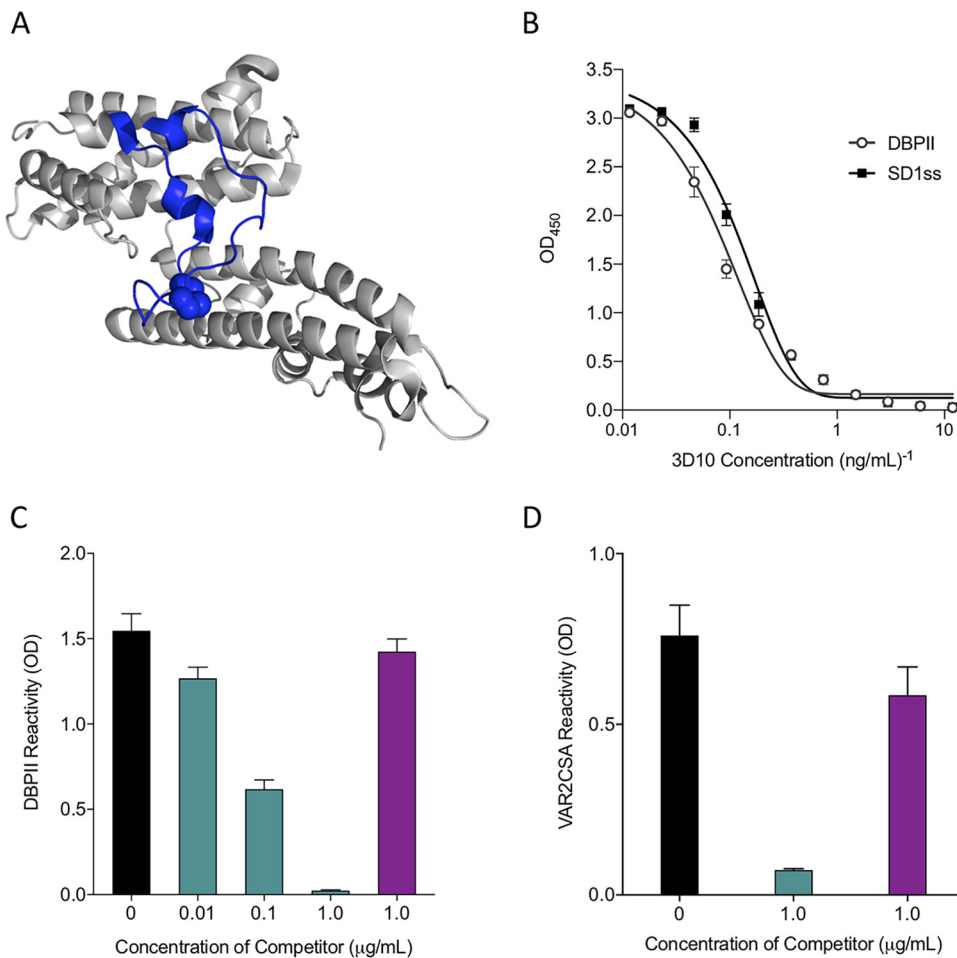 A
B
3.5
3.0
2.5
2.0
1.5
1.0
0.5
0.0
OD450
DBPII
SD1ss
0.01
0.1
1
10
3D10 Concentration (ng/mL)-1
C
2.0
1.5
1.0
0.5
0.0
DBPII Reactivity (OD)
0
0.01
0.1
1.0
1.0
Concentration of Competitor (μg/mL)
D
1.0
0.5
0.0
VAR2CSA Reactivity (OD)
0
1.0
1.0
Concentration of Competitor (μg/mL)